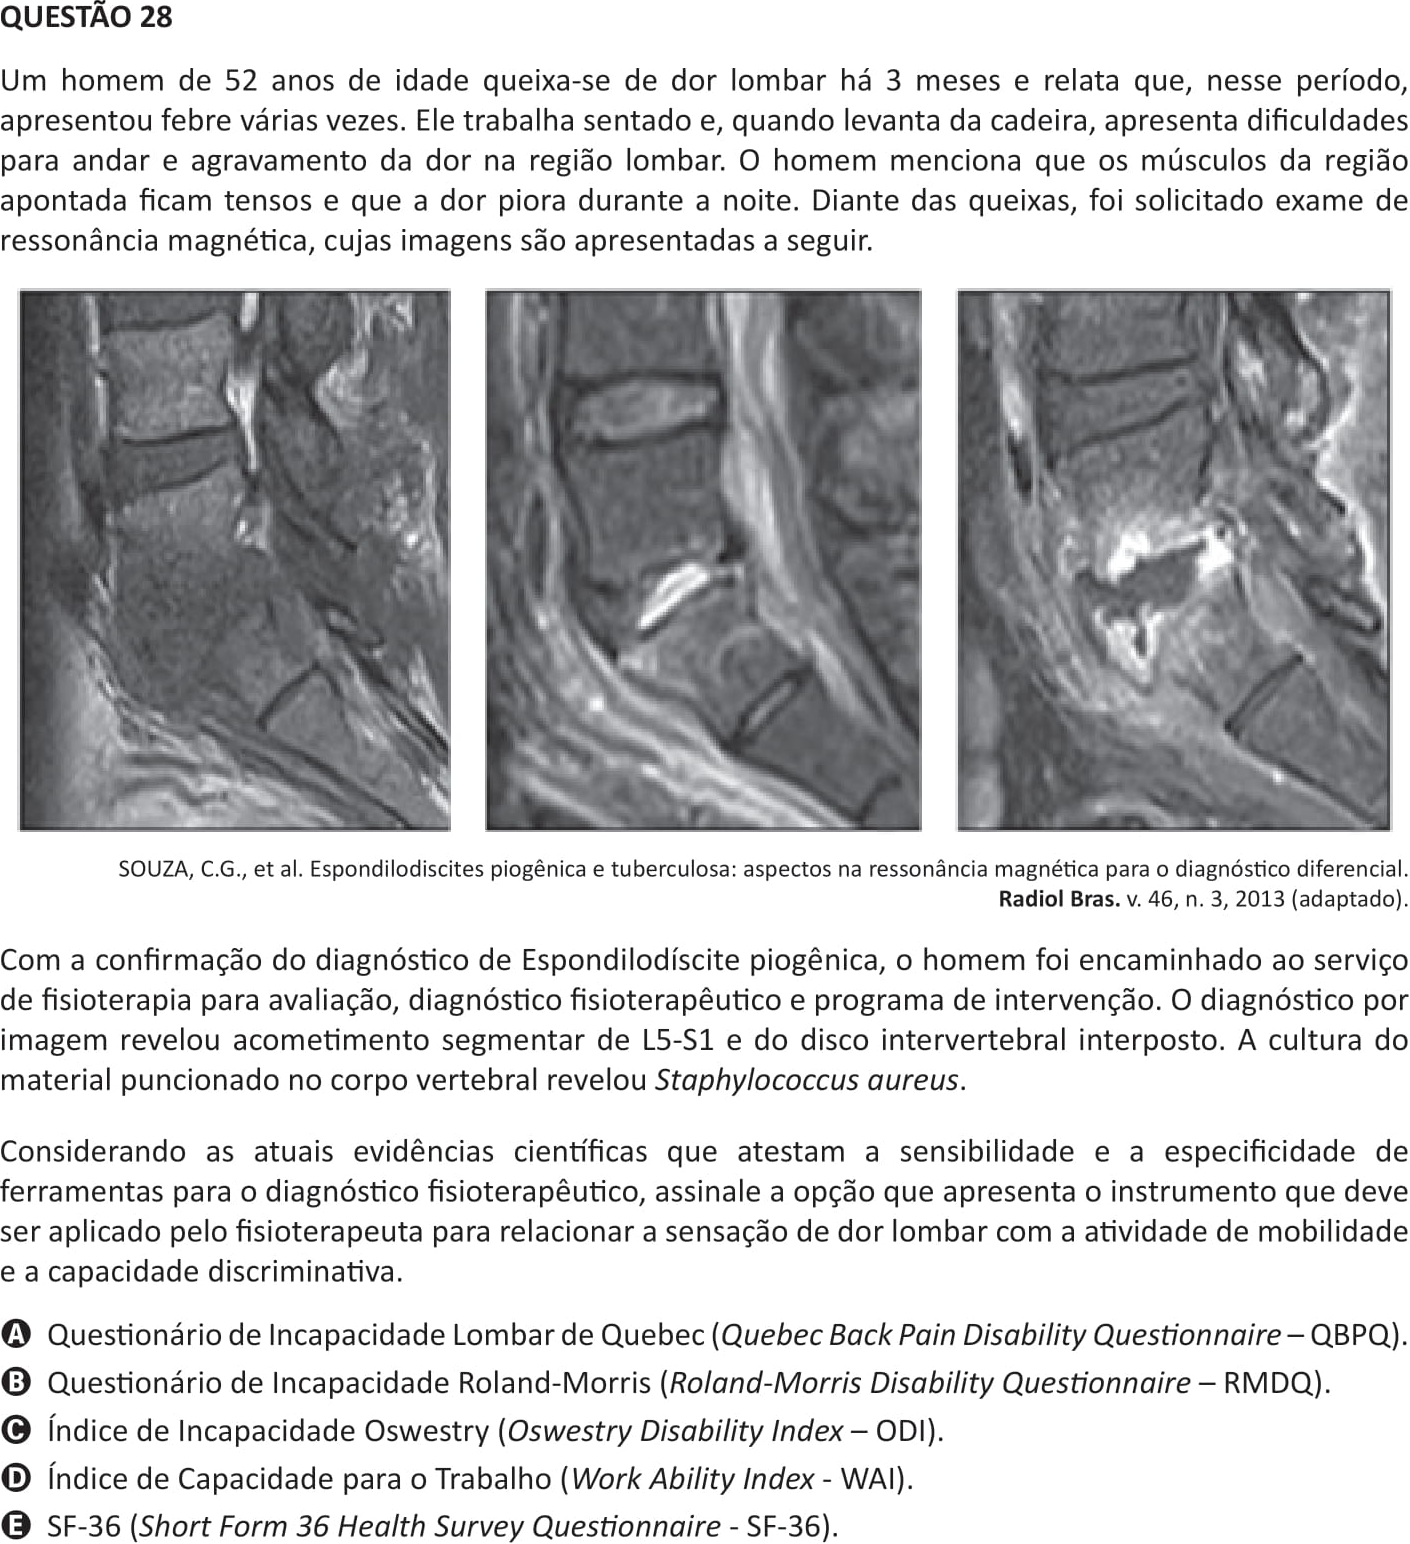 QUESTÃO 28
Um homem de 52 anos de idade queixa-se de dor lombar há 3 meses e relata que, nesse período,
apresentou febre várias vezes. Ele trabalha sentado e, quando levanta da cadeira, apresenta dificuldades
para andar e agravamento da dor na região lombar. O homem menciona que os músculos da região
apontada ficam tensos e que a dor piora durante a noite. Diante das queixas, foi solicitado exame de
ressonância magnética, cujas imagens são apresentadas a seguir.
SOUZA, C.G., et al. Espondilodiscites piogênica e tuberculosa: aspectos na ressonância magnética para o diagnóstico diferencial.
Radiol Bras. v. 46, n. 3, 2013 (adaptado).
Com a confirmação do diagnóstico de Espondilodíscite piogênica, o homem foi encaminhado ao serviço
de fisioterapia para avaliação, diagnóstico fisioterapêutico e programa de intervenção. O diagnóstico por
imagem revelou acometimento segmentar de L5-S1 e do disco intervertebral interposto. A cultura do
material puncionado no corpo vertebral revelou Staphylococcus aureus.
Considerando as atuais evidências científicas que atestam a sensibilidade e a especificidade de
ferramentas para o diagnóstico fisioterapêutico, assinale a opção que apresenta o instrumento que deve
ser aplicado pelo fisioterapeuta para relacionar a sensação de dor lombar com a atividade de mobilidade
e a capacidade discriminativa.
A Questionário de Incapacidade Lombar de Quebec (Quebec Back Pain Disability Questionnaire – QBPQ).
B Questionário de Incapacidade Roland-Morris (Roland-Morris Disability Questionnaire – RMDQ).
C Índice de Incapacidade Oswestry (Oswestry Disability Index – ODI).
D Índice de Capacidade para o Trabalho (Work Ability Index - WAI).
E SF-36 (Short Form 36 Health Survey Questionnaire - SF-36).